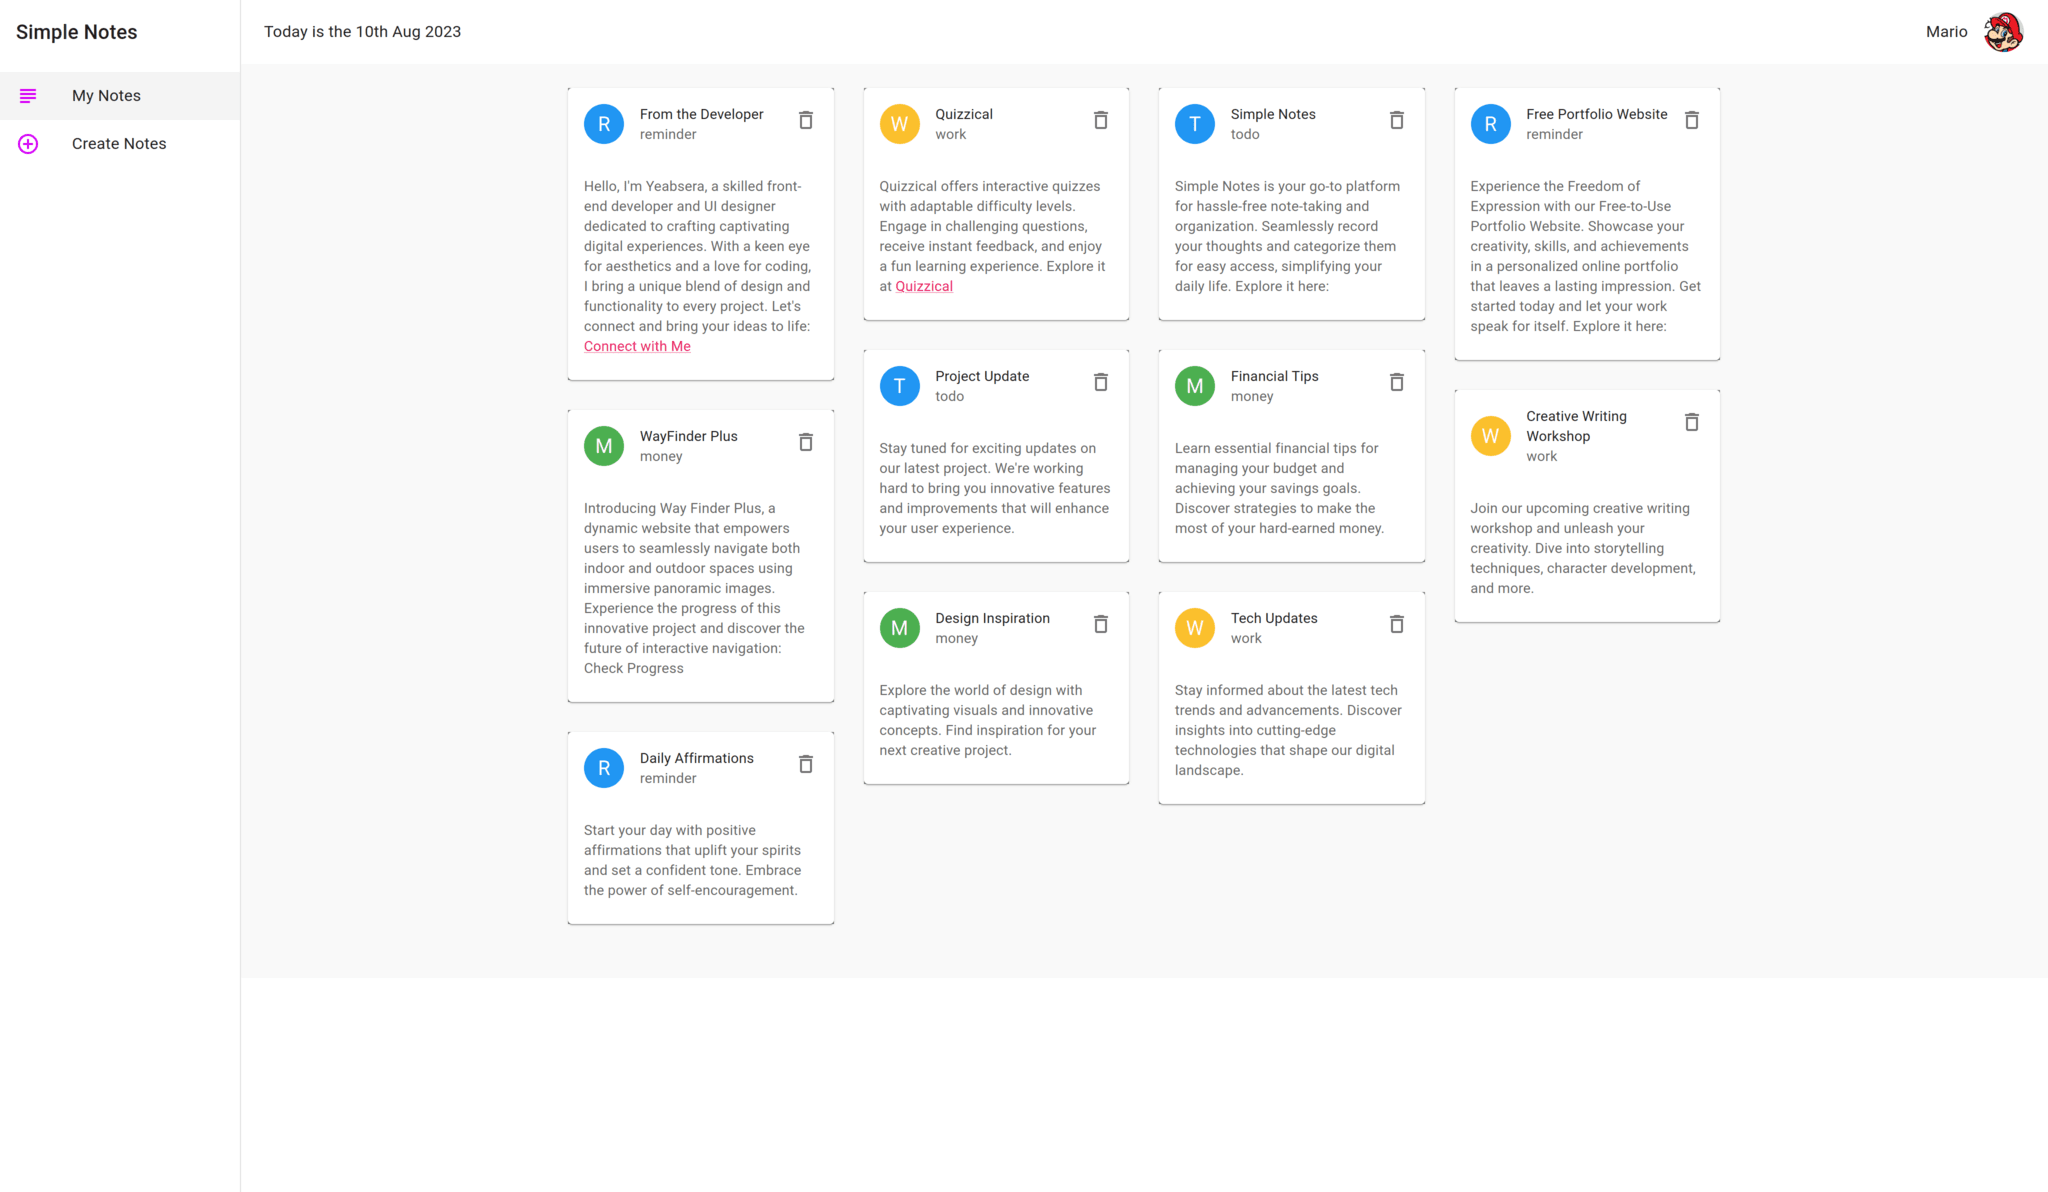 Simple Notes
My Notes
Create Notes
Today is the 10th Aug 2023
Mario
R
From the Developer
reminder
Hello, I'm Yeabsera, a skilled front-
end developer and UI designer
dedicated to crafting captivating
digital experiences. With a keen eye
for aesthetics and a love for coding,
I bring a unique blend of design and
functionality to every project. Let's
connect and bring your ideas to life:
Connect with Me
M
WayFinder Plus
money
Introducing Way Finder Plus, a
dynamic website that empowers
users to seamlessly navigate both
indoor and outdoor spaces using
immersive panoramic images.
Experience the progress of this
innovative project and discover the
future of interactive navigation:
Check Progress
R
Daily Affirmations
reminder
Start your day with positive
affirmations that uplift your spirits
and set a confident tone. Embrace
the power of self-encouragement.
W
Quizzical
work
Quizzical offers interactive quizzes
with adaptable difficulty levels.
Engage in challenging questions,
receive instant feedback, and enjoy
a fun learning experience. Explore it
at Quizzical
T
Project Update
todo
Stay tuned for exciting updates on
our latest project. We're working
hard to bring you innovative features
and improvements that will enhance
your user experience.
M
Design Inspiration
money
Explore the world of design with
captivating visuals and innovative
concepts. Find inspiration for your
next creative project.
T
Simple Notes
todo
Simple Notes is your go-to platform
for hassle-free note-taking and
organization. Seamlessly record
your thoughts and categorize them
for easy access, simplifying your
daily life. Explore it here:
M
Financial Tips
money
Learn essential financial tips for
managing your budget and
achieving your savings goals.
Discover strategies to make the
most of your hard-earned money.
W
Tech Updates
work
Stay informed about the latest tech
trends and advancements. Discover
insights into cutting-edge
technologies that shape our digital
landscape.
R
Free Portfolio Website
reminder
Experience the Freedom of
Expression with our Free-to-Use
Portfolio Website. Showcase your
creativity, skills, and achievements
in a personalized online portfolio
that leaves a lasting impression. Get
started today and let your work
speak for itself. Explore it here:
W
Creative Writing
Workshop
work
Join our upcoming creative writing
workshop and unleash your
creativity. Dive into storytelling
techniques, character development,
and more.